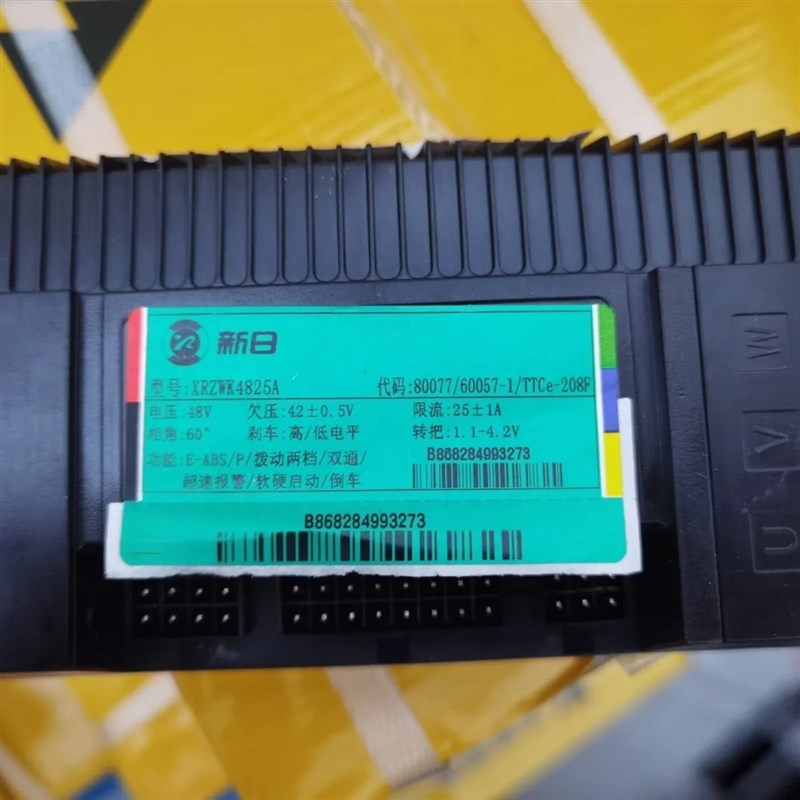 新日
型号:XRZWK4825A 代码:80077/60057-1/TTCe-208F
电压:48V 欠压:42±0.5V 限流:25±1A
相角:60° 刹车:高/低电平 转把:1.1-4.2V
功能:E-ABS/P/拨动两档/双通/
超速报警/软硬启动/倒车
B868284993273
B868284993273
W
V
U